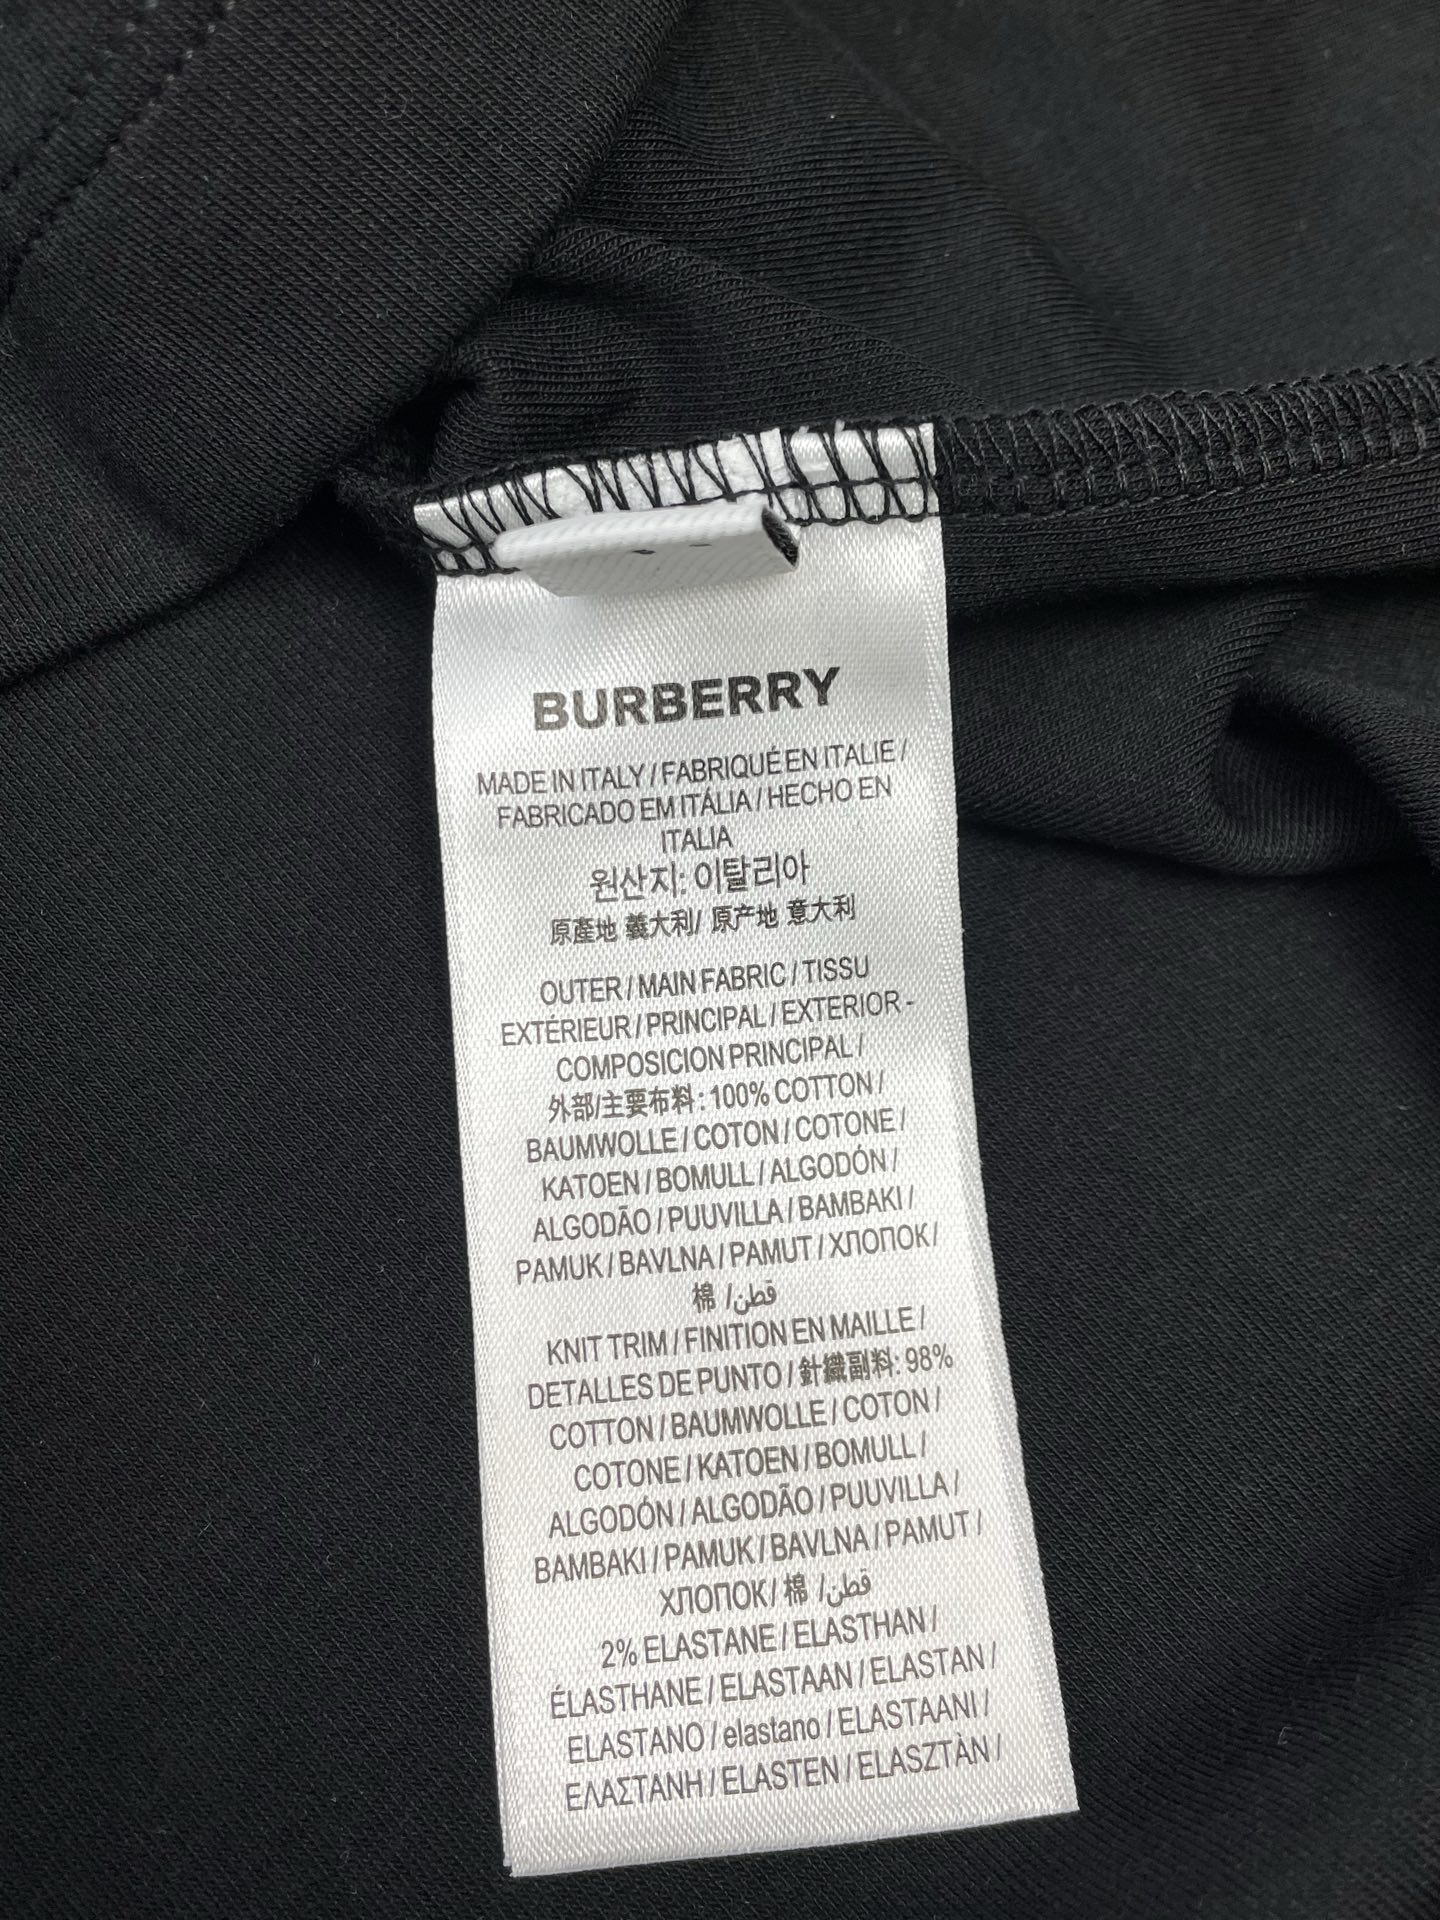 BURBERRY
MADE IN ITALY / FABRIQUÉ EN ITALIE /
FABRICADO EM ITÁLIA / HECHO EN
ITALIA
원산지: 이탈리아
原產地 義大利/ 原产地 意大利
OUTER / MAIN FABRIC / TISSU
EXTÉRIEUR / PRINCIPAL / EXTERIOR -
COMPOSICION PRINCIPAL /
外部/主要布料: 100% COTTON /
BAUMWOLLE / COTON / COTONE /
KATOEN / BOMULL / ALGODÓN /
ALGODÃO / PUUVILLA / BAMBAKI /
PAMUK / BAVLNA / PAMUT / ХЛОПОК /
棉 / قطن
KNIT TRIM / FINITION EN MAILLE /
DETALLES DE PUNTO / 針織副料: 98%
COTTON / BAUMWOLLE / COTON /
COTONE / KATOEN / BOMULL /
ALGODÓN / ALGODÃO / PUUVILLA /
BAMBAKI / PAMUK / BAVLNA / PAMUT /
ХЛОПОК / 棉 / قطن
2% ELASTANE / ELASTHAN /
ÉLASTHANE / ELASTAAN / ELASTAN /
ELASTANO / elastano / ELASTAANI /
ΕΛΑΣΤΑΝΗ / ELASTEN / ELASZTÀN /